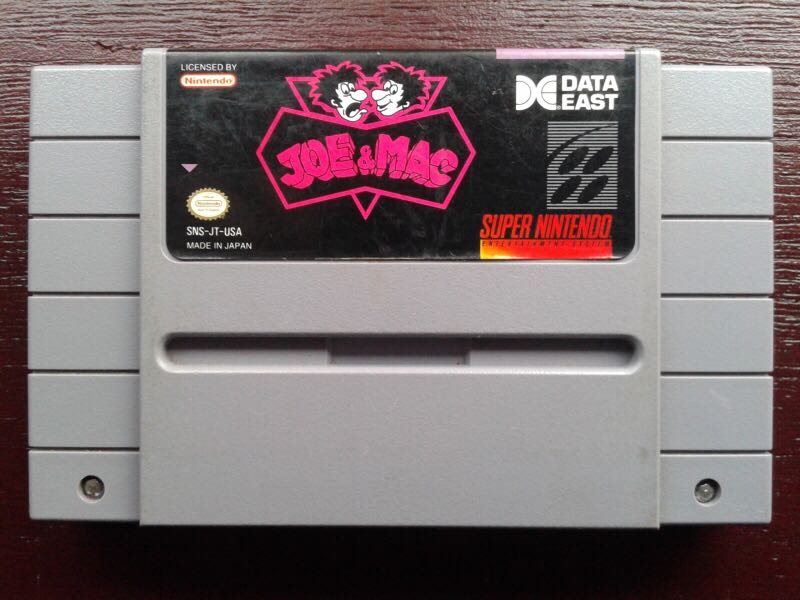 LICENSED BY
Nintendo
JOE & MAC
DATA
EAST
Nintendo
SNS-JT-USA
MADE IN JAPAN
SUPER NINTENDO
ENTERTAINMENT SYSTEM